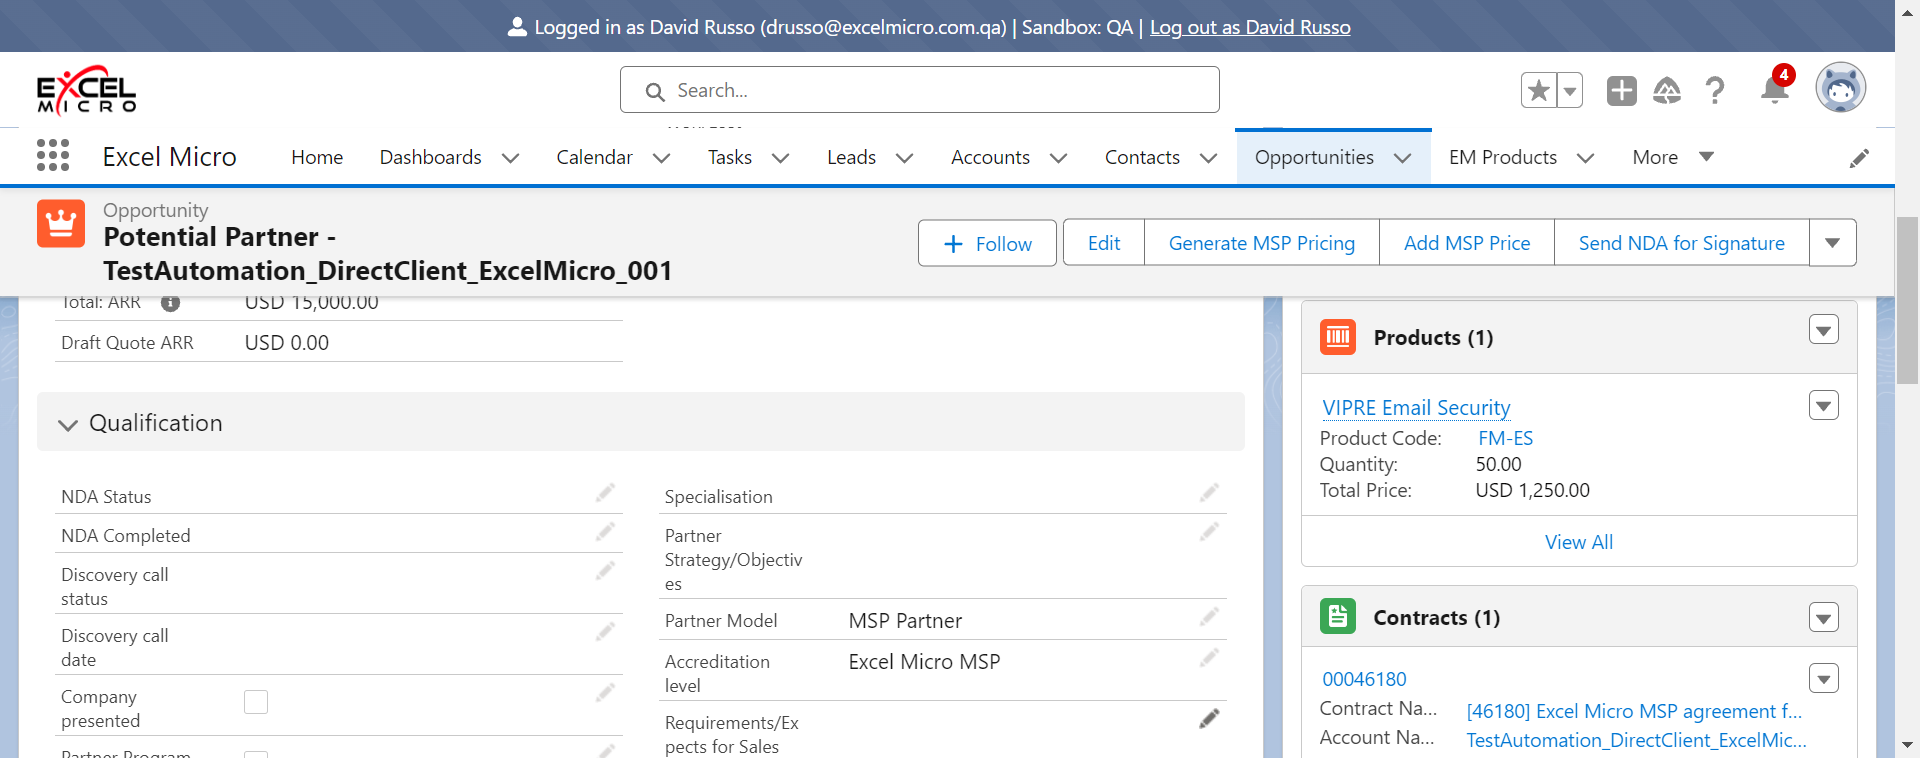 Logged in as David Russo (drusso@excelmicro.com.qa) | Sandbox: QA | Log out as David Russo
EXCEL
MICRO
Search...
4
Excel Micro
Home
Dashboards
Calendar
Tasks
Leads
Accounts
Contacts
Opportunities
EM Products
More
Opportunity
Potential Partner -
TestAutomation_DirectClient_ExcelMicro_001
Follow
Edit
Generate MSP Pricing
Add MSP Price
Send NDA for Signature
Total: ARR
USD 15,000.00
Draft Quote ARR
USD 0.00
Qualification
NDA Status
NDA Completed
Discovery call
status
Discovery call
date
Company
presented
Partner Program
Specialisation
Partner
Strategy/Objectiv
es
Partner Model
MSP Partner
Accreditation
level
Excel Micro MSP
Requirements/Ex
pects for Sales
Products (1)
VIPRE Email Security
Product Code:
FM-ES
Quantity:
50.00
Total Price:
USD 1,250.00
View All
Contracts (1)
00046180
Contract Na...
[46180] Excel Micro MSP agreement f...
Account Na...
TestAutomation_DirectClient_ExcelMic...